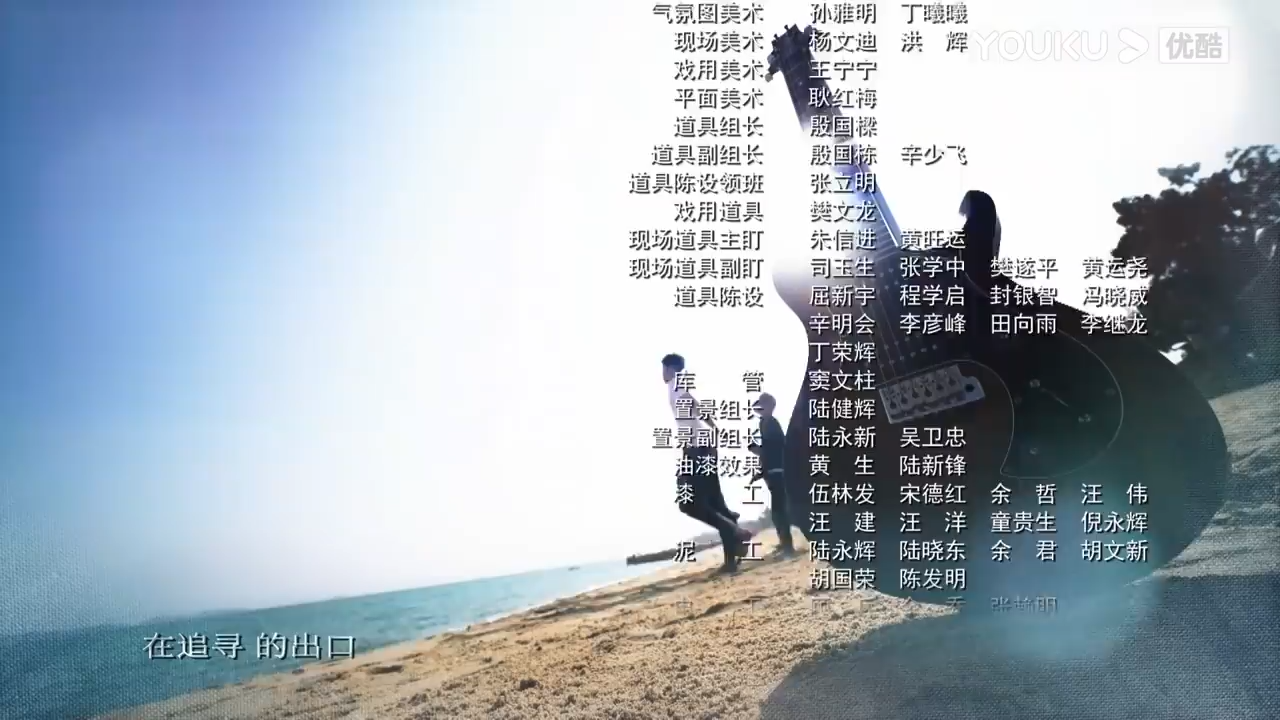 气氛图美术 孙雅明 丁曦曦
现场美术 杨文迪 洪 辉
YOUKU 优酷
戏用美术 王宁宁
平面美术 耿红梅
道具组长 殷国樑
道具副组长 殷国栋 辛少飞
道具陈设领班 张立明
戏用道具 樊文龙
现场道具主盯 朱信进 黄旺运
现场道具副盯 司玉生 张学中 樊遂平 黄运尧
道具陈设 屈新宇 程学启 封银智 冯晓威
辛明会 李彦峰 田向雨 李继龙
丁荣辉
库 管 窦文柱
置景组长 陆健辉
置景副组长 陆永新 吴卫忠
油漆效果 黄 生 陆新锋
漆 工 伍林发 宋德红 余 哲 汪 伟
汪 建 汪 洋 童贵生 倪永辉
泥 工 陆永辉 陆晓东 余 君 胡文新
胡国荣 陈发明
在追寻 的出口